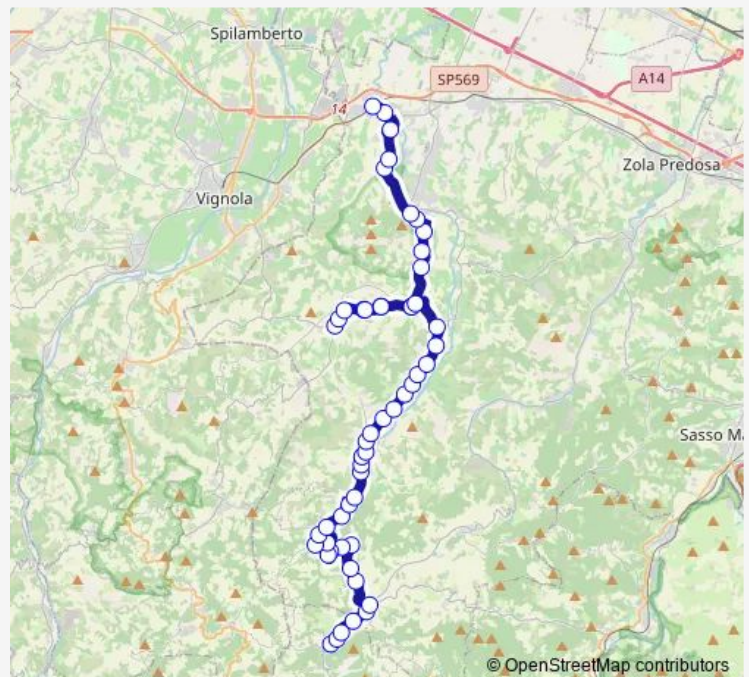 Spilamberto
SP569
A14
14
Zola Predosa
Vignola
Sasso M
© OpenStreetMap contributors